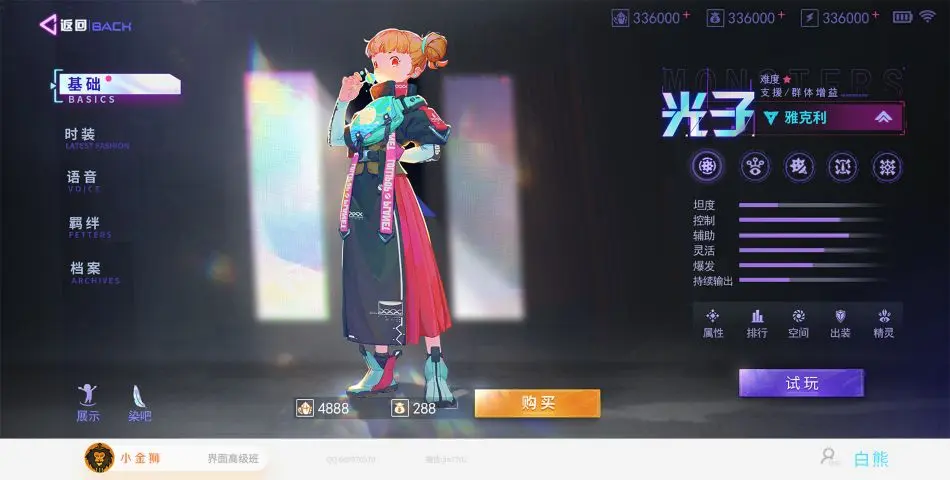 返回 BACK
336000+
336000+
336000+
基础
BASICS
时装
LATEST FASHION
语音
VOICE
羁绊
FETTERS
档案
ARCHIVES
展示
染吧
LOLLIPOP PLANET
4888
288
购买
MONSTERS
难度
支援/群体增益
光子
雅克利
坦度
控制
辅助
灵活
爆发
持续输出
属性
排行
空间
出装
精灵
试玩
小金狮
界面高级班
白熊